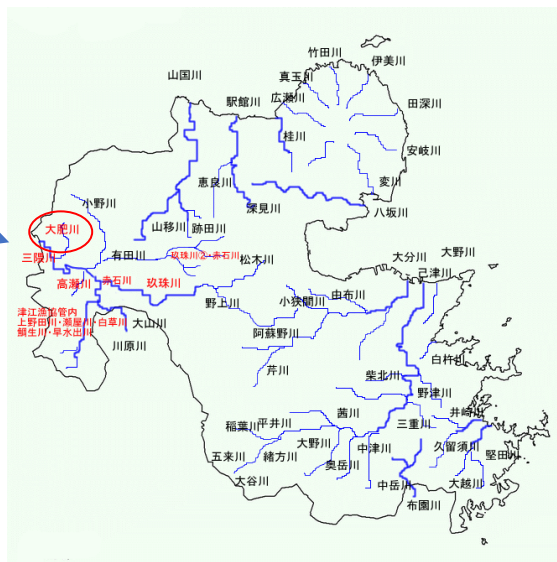 竹田川
伊美川
山国川
真玉川
広瀬川
駅館川
田深川
桂川
安岐川
恵良川
変川
小野川
深見川
八坂川
大肥川
山移川
跡田川
三隈川
有田川
玖珠川②・赤石川
松木川
大分川
大野川
高瀬川
赤石川
玖珠川
己津川
野上川
小狭間川
由布川
津江漁協管内
上野田川・瀬屋川・白草川
鯛生川・早水出川
大山川
阿蘇野川
川原川
白杵川
芹川
柴北川
野津川
茜川
井崎川
稲葉川
平井川
三重川
大野川
中津川
久留須川
堅田川
五来川
緒方川
奥岳川
大谷川
中岳川
大越川
布園川